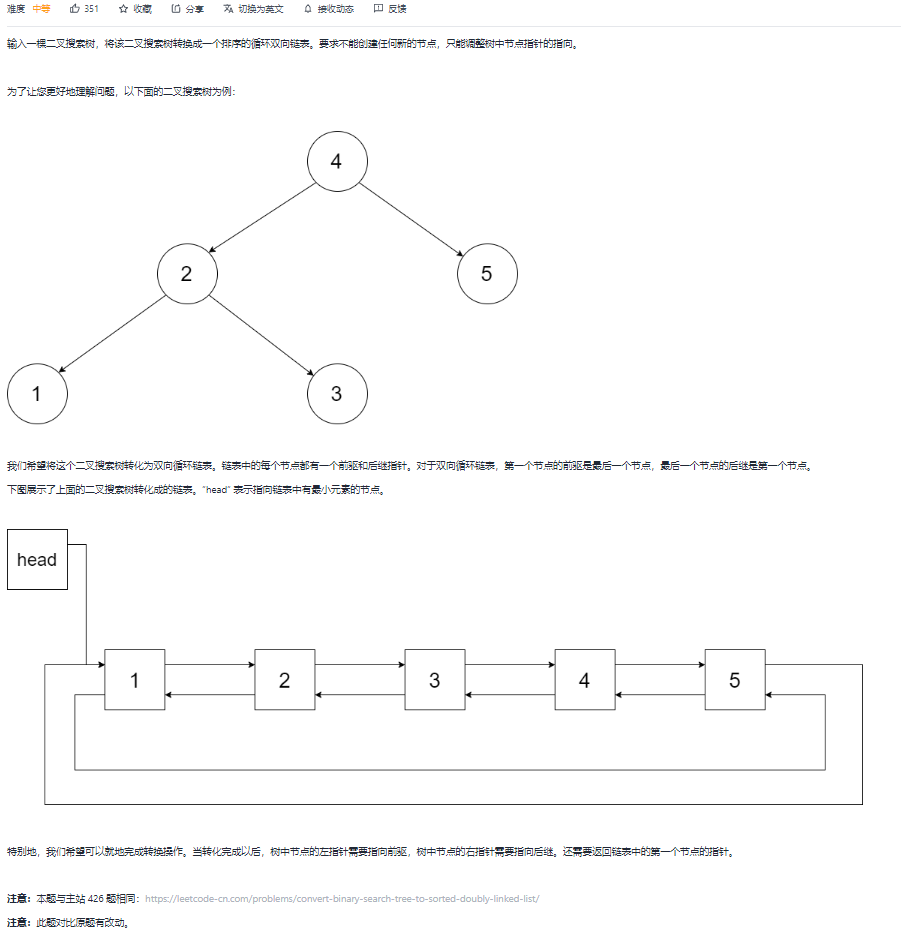 难度 中等 351 收藏 分享 切换为英文 接收动态 反馈
输入一棵二叉搜索树，将该二叉搜索树转换成一个排序的循环双向链表。要求不能创建任何新的节点，只能调整树中节点指针的指向。
为了让您更好地理解问题，以下面的二叉搜索树为例：
4
2 5
1 3
我们希望将这个二叉搜索树转化为双向循环链表。链表中的每个节点都有一个前驱和后继指针。对于双向循环链表，第一个节点的前驱是最后一个节点，最后一个节点的后继是第一个节点。
下图展示了上面的二叉搜索树转化成的链表。“head” 表示指向链表中有最小元素的节点。
head
1 2 3 4 5
特别地，我们希望可以就地完成转换操作。当转化完成以后，树中节点的左指针需要指向前驱，树中节点的右指针需要指向后继。还需要返回链表中的第一个节点的指针。
注意：本题与主站 426 题相同：https://leetcode-cn.com/problems/convert-binary-search-tree-to-sorted-doubly-linked-list/
注意：此题对比原题有改动。